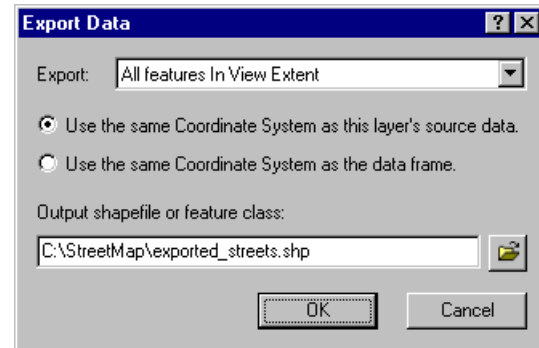 Export Data
Export: All features In View Extent
Use the same Coordinate System as this layer's source data.
Use the same Coordinate System as the data frame.
Output shapefile or feature class:
C:\StreetMap\exported_streets.shp
OK Cancel